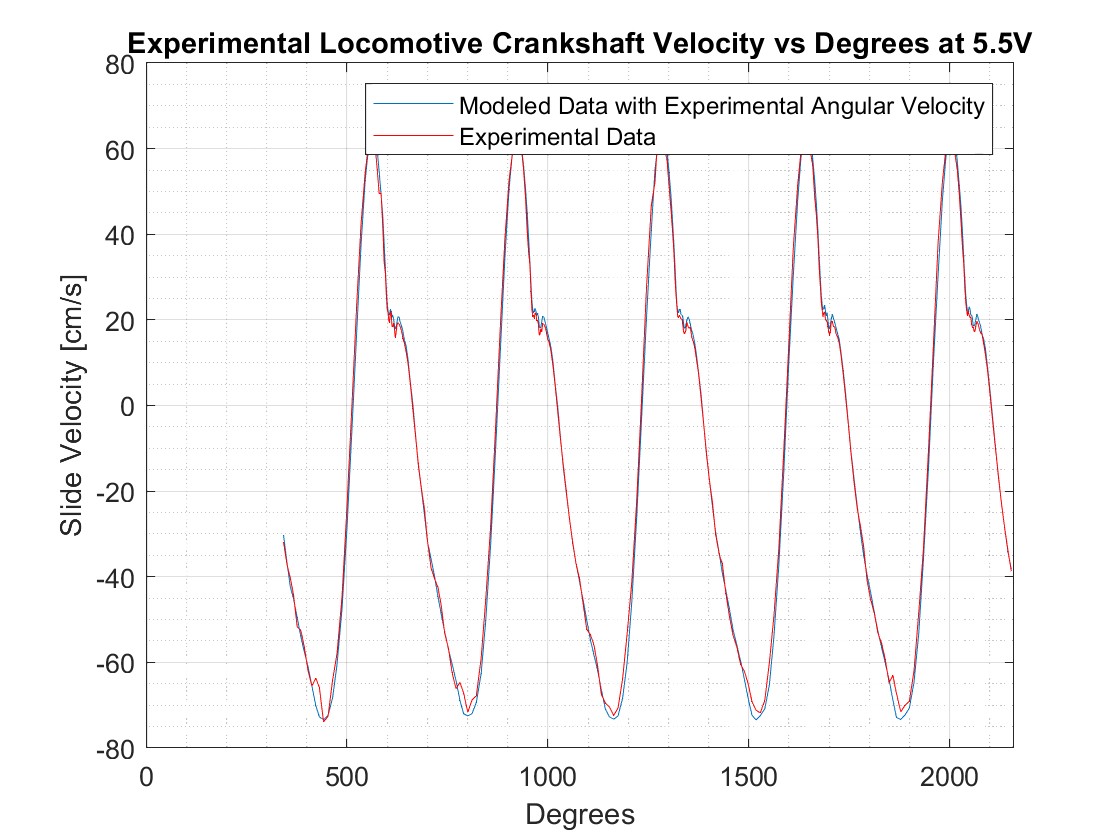 Experimental Locomotive Crankshaft Velocity vs Degrees at 5.5V
80
Modeled Data with Experimental Angular Velocity
Experimental Data
60
40
20
0
-20
-40
-60
-80
Slide Velocity [cm/s]
0 500 1000 1500 2000
Degrees